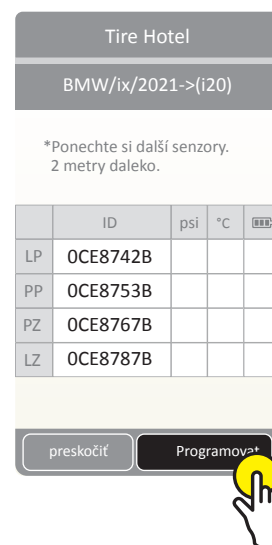 Tire Hotel
BMW/ix/2021->(i20)
*Ponechte si další senzory.
2 metry daleko.
ID psi °C
LP 0CE8742B
PP 0CE8753B
PZ 0CE8767B
LZ 0CE8787B
preskočiť Programovat